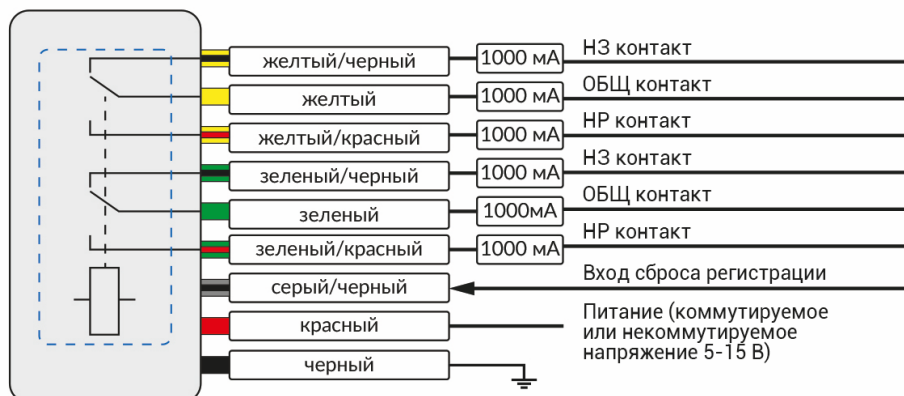 желтый/черный 1000 мА НЗ контакт
желтый 1000 мА ОБЩ контакт
желтый/красный 1000 мА НР контакт
зеленый/черный 1000 мА НЗ контакт
зеленый 1000мА ОБЩ контакт
зеленый/красный 1000 мА НР контакт
серый/черный Вход сброса регистрации
красный Питание (коммутируемое
или некоммутируемое
напряжение 5-15 В)
черный